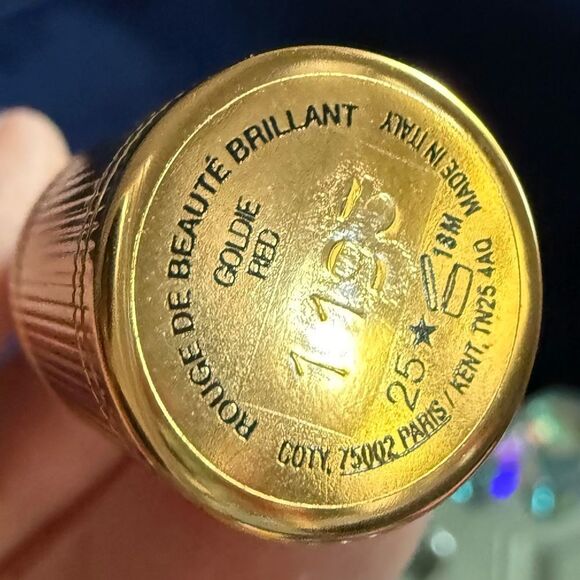 ROUGE DE BEAUTÉ BRILLANT
GOLDIE
RED
25★
18M
MADE IN ITALY
COTY, 75002 PARIS / KENT, TN25 4AQ